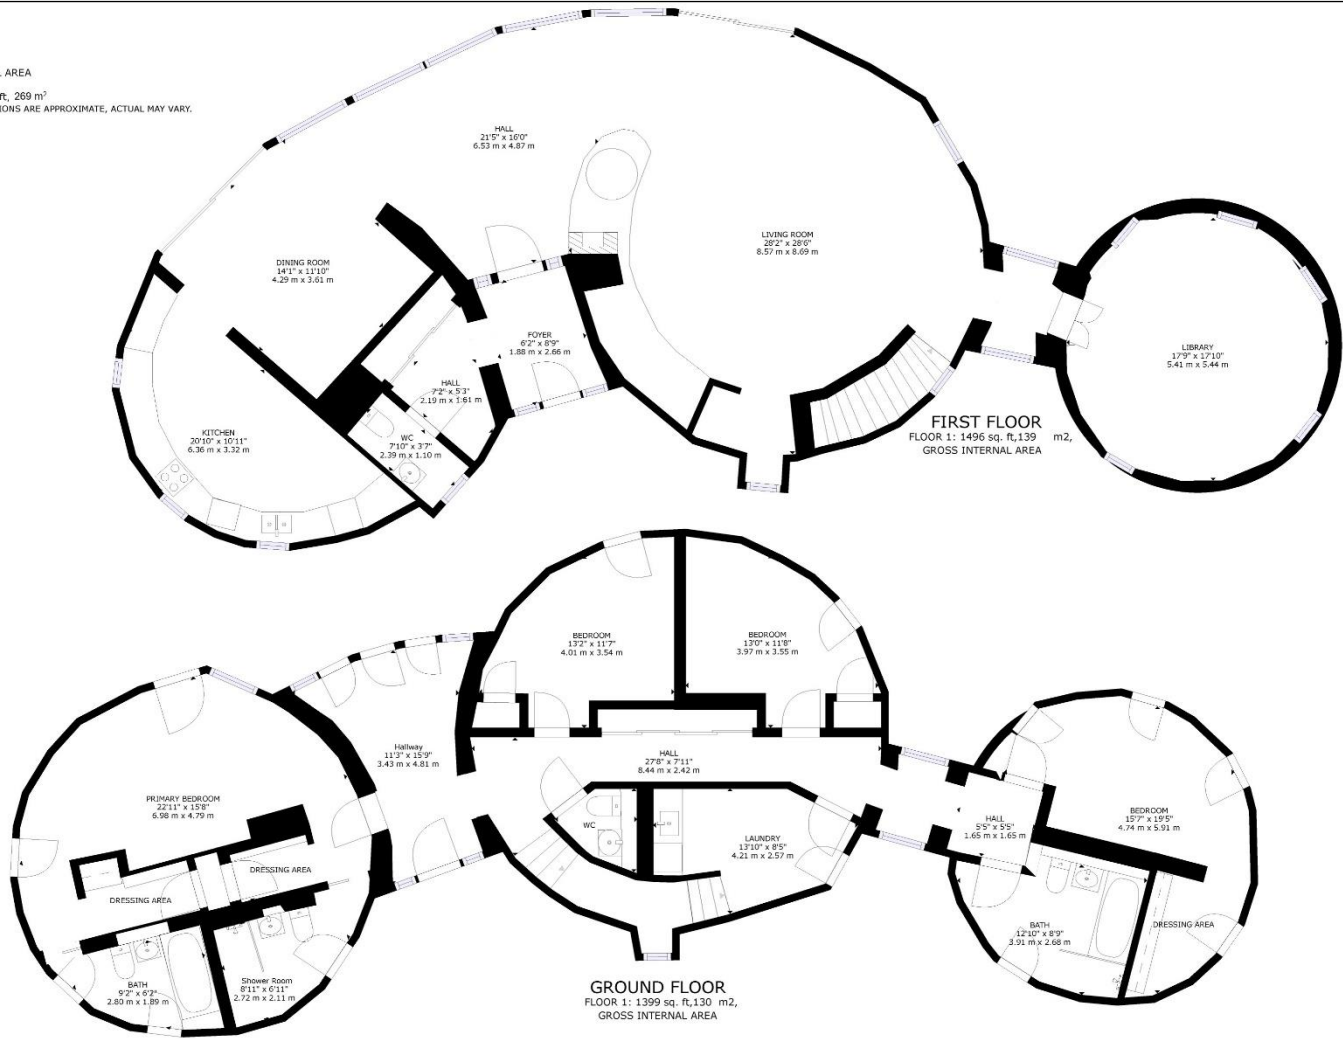 AREA
ft, 269 m²
IONS ARE APPROXIMATE, ACTUAL MAY VARY.
HALL
21'5" x 16'0"
6.53 m x 4.87 m
LIVING ROOM
28'2" x 28'6"
8.57 m x 8.69 m
DINING ROOM
14'1" x 11'10"
4.29 m x 3.61 m
FOYER
6'2" x 8'9"
1.88 m x 2.66 m
LIBRARY
17'9" x 17'10"
5.41 m x 5.44 m
HALL
7'2" x 5'3"
2.19 m x 1.61 m
KITCHEN
20'10" x 10'11"
6.36 m x 3.32 m
WC
7'10" x 3'7"
2.39 m x 1.10 m
FIRST FLOOR
FLOOR 1: 1496 sq. ft,139 m2,
GROSS INTERNAL AREA
BEDROOM
13'2" x 11'7"
4.01 m x 3.54 m
BEDROOM
13'0" x 11'8"
3.97 m x 3.55 m
Hallway
11'3" x 15'9"
3.43 m x 4.81 m
HALL
27'8" x 7'11"
8.44 m x 2.42 m
PRIMARY BEDROOM
22'11" x 15'8"
6.98 m x 4.79 m
WC
LAUNDRY
13'10" x 8'5"
4.21 m x 2.57 m
HALL
5'5" x 5'5"
1.65 m x 1.65 m
BEDROOM
15'7" x 19'5"
4.74 m x 5.91 m
DRESSING AREA
DRESSING AREA
BATH
12'10" x 8'9"
3.91 m x 2.68 m
DRESSING AREA
BATH
9'2" x 6'2"
2.80 m x 1.89 m
Shower Room
8'11" x 6'11"
2.72 m x 2.11 m
GROUND FLOOR
FLOOR 1: 1399 sq. ft,130 m2,
GROSS INTERNAL AREA